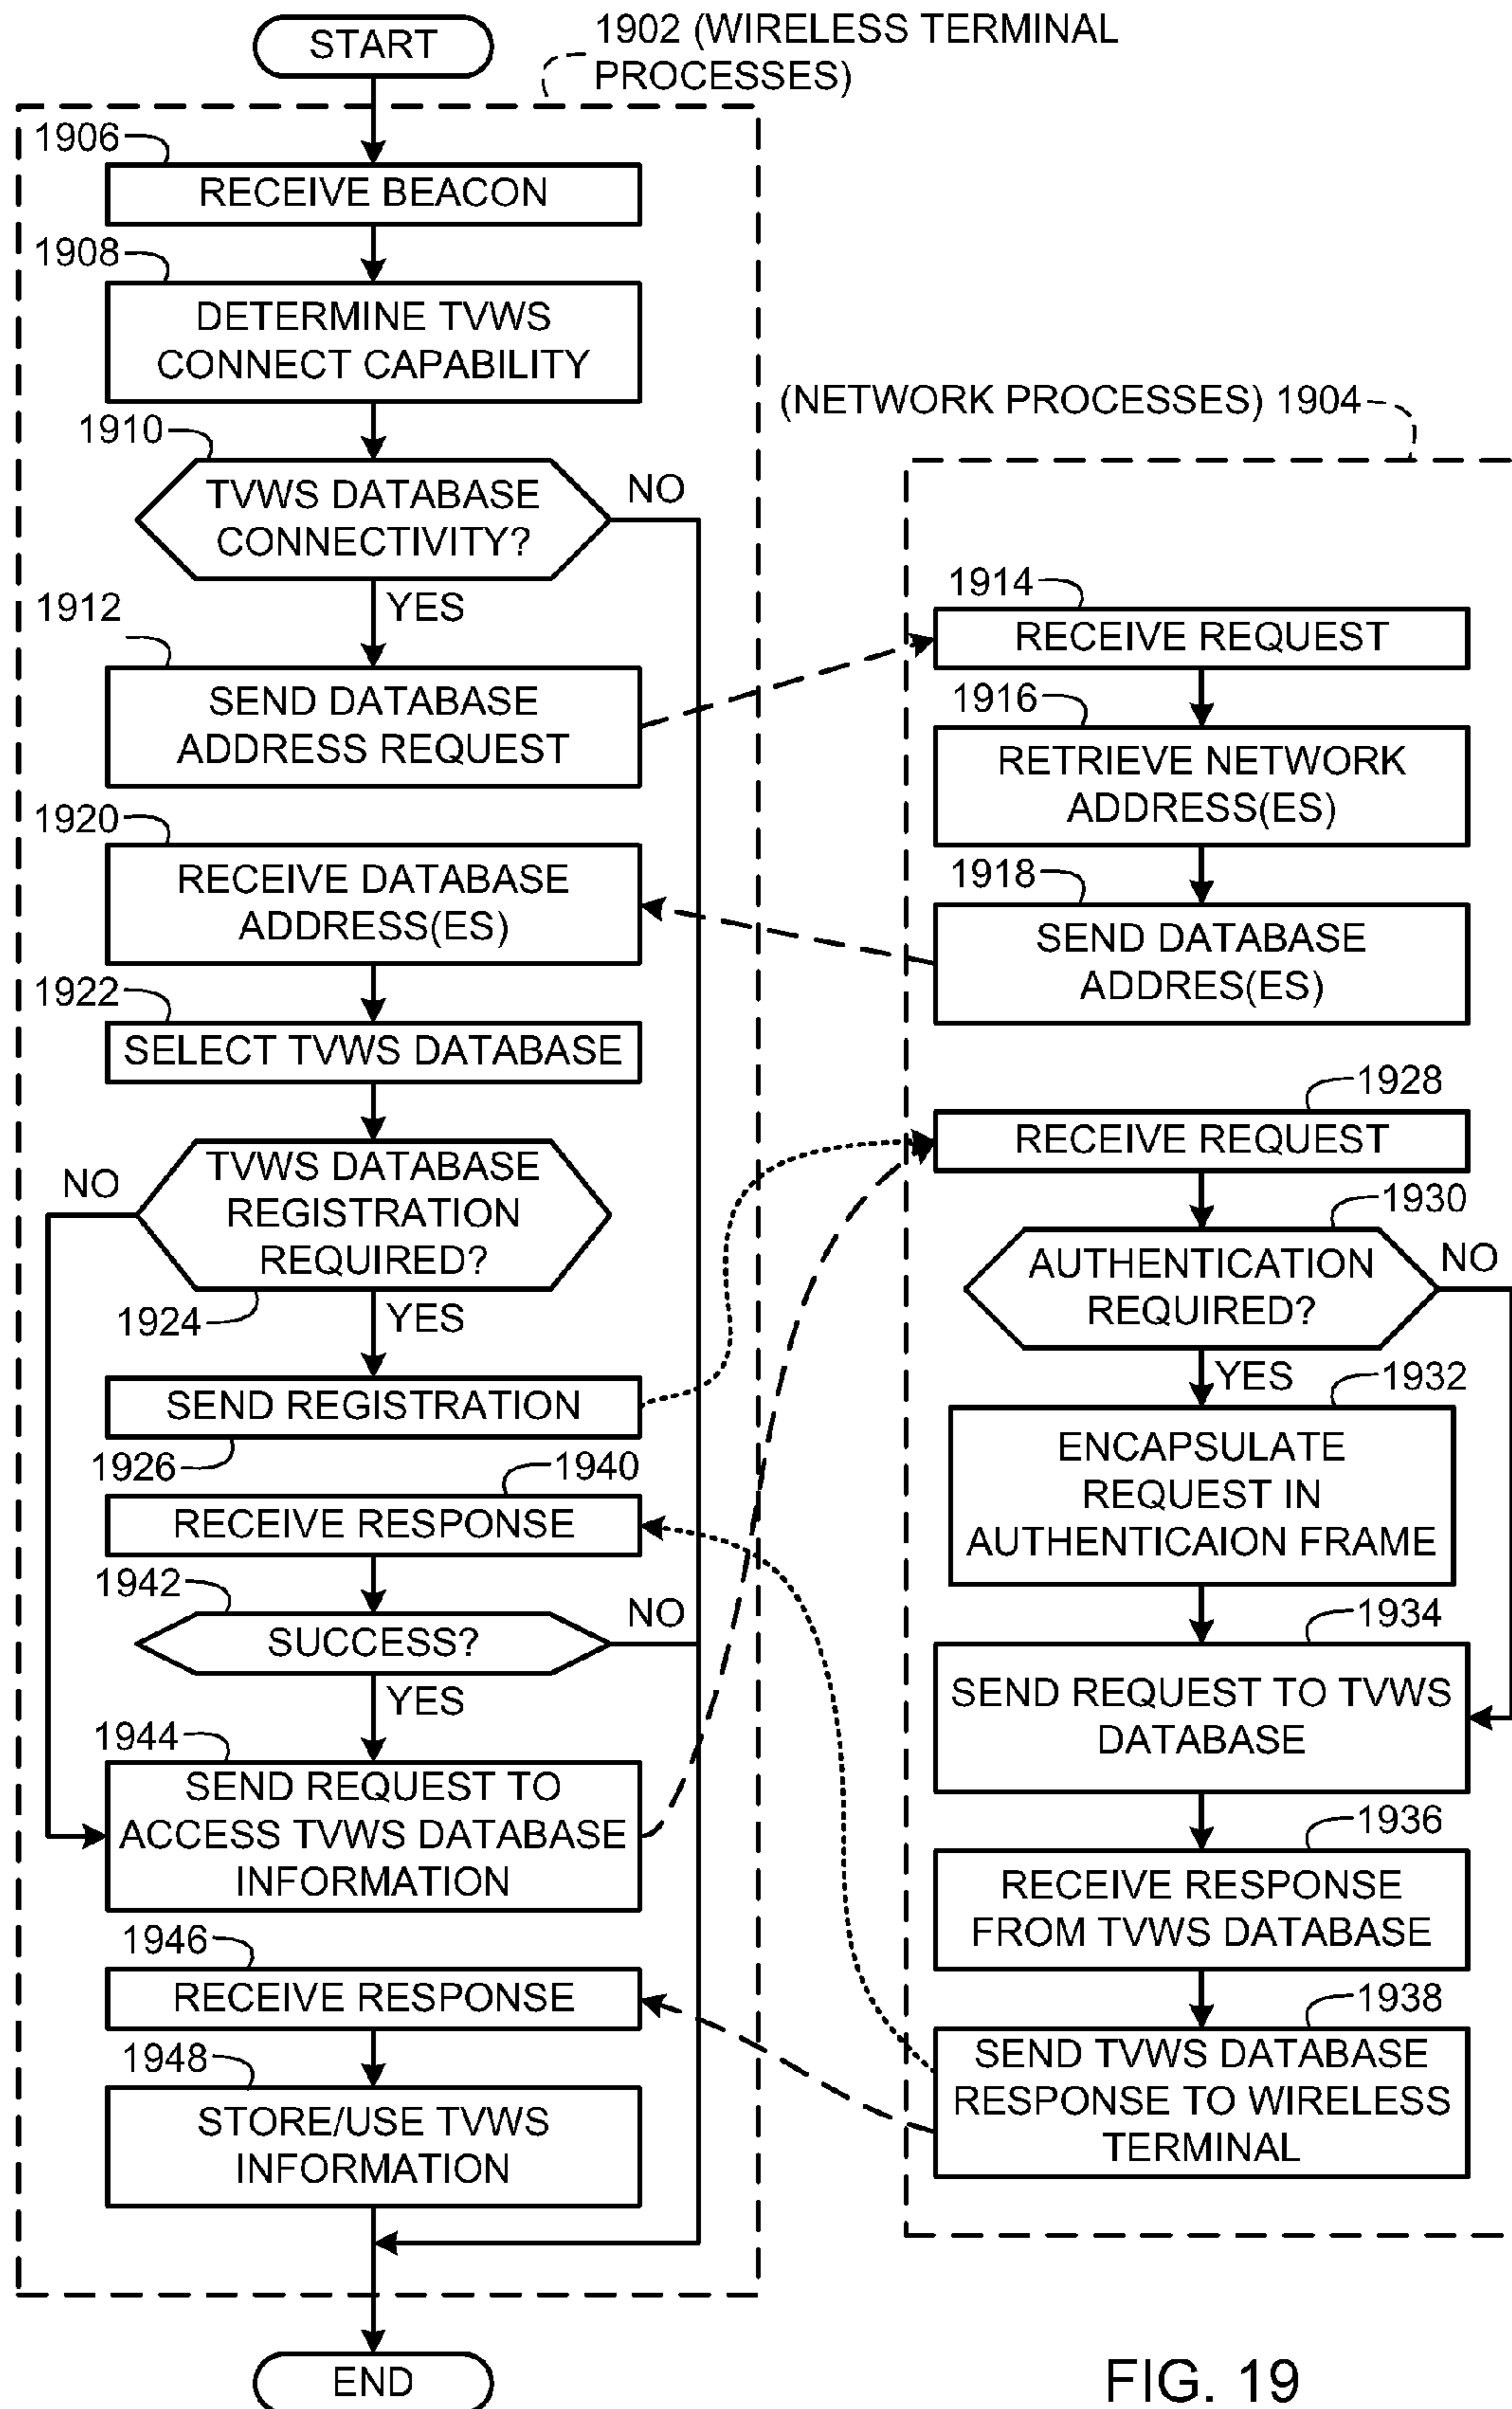 START
1902 (WIRELESS TERMINAL
PROCESSES)
1906
RECEIVE BEACON
1908
DETERMINE TVWS
CONNECT CAPABILITY
1910
TVWS DATABASE
CONNECTIVITY?
NO
YES
1912
SEND DATABASE
ADDRESS REQUEST
1920
RECEIVE DATABASE
ADDRESS(ES)
1922
SELECT TVWS DATABASE
TVWS DATABASE
REGISTRATION
REQUIRED?
NO
1924
YES
SEND REGISTRATION
1926
1940
RECEIVE RESPONSE
1942
SUCCESS?
NO
YES
1944
SEND REQUEST TO
ACCESS TVWS DATABASE
INFORMATION
1946
RECEIVE RESPONSE
1948
STORE/USE TVWS
INFORMATION
END
(NETWORK PROCESSES) 1904
1914
RECEIVE REQUEST
1916
RETRIEVE NETWORK
ADDRESS(ES)
1918
SEND DATABASE
ADDRES(ES)
1928
RECEIVE REQUEST
1930
AUTHENTICATION
REQUIRED?
NO
YES
1932
ENCAPSULATE
REQUEST IN
AUTHENTICAION FRAME
1934
SEND REQUEST TO TVWS
DATABASE
1936
RECEIVE RESPONSE
FROM TVWS DATABASE
1938
SEND TVWS DATABASE
RESPONSE TO WIRELESS
TERMINAL
FIG. 19